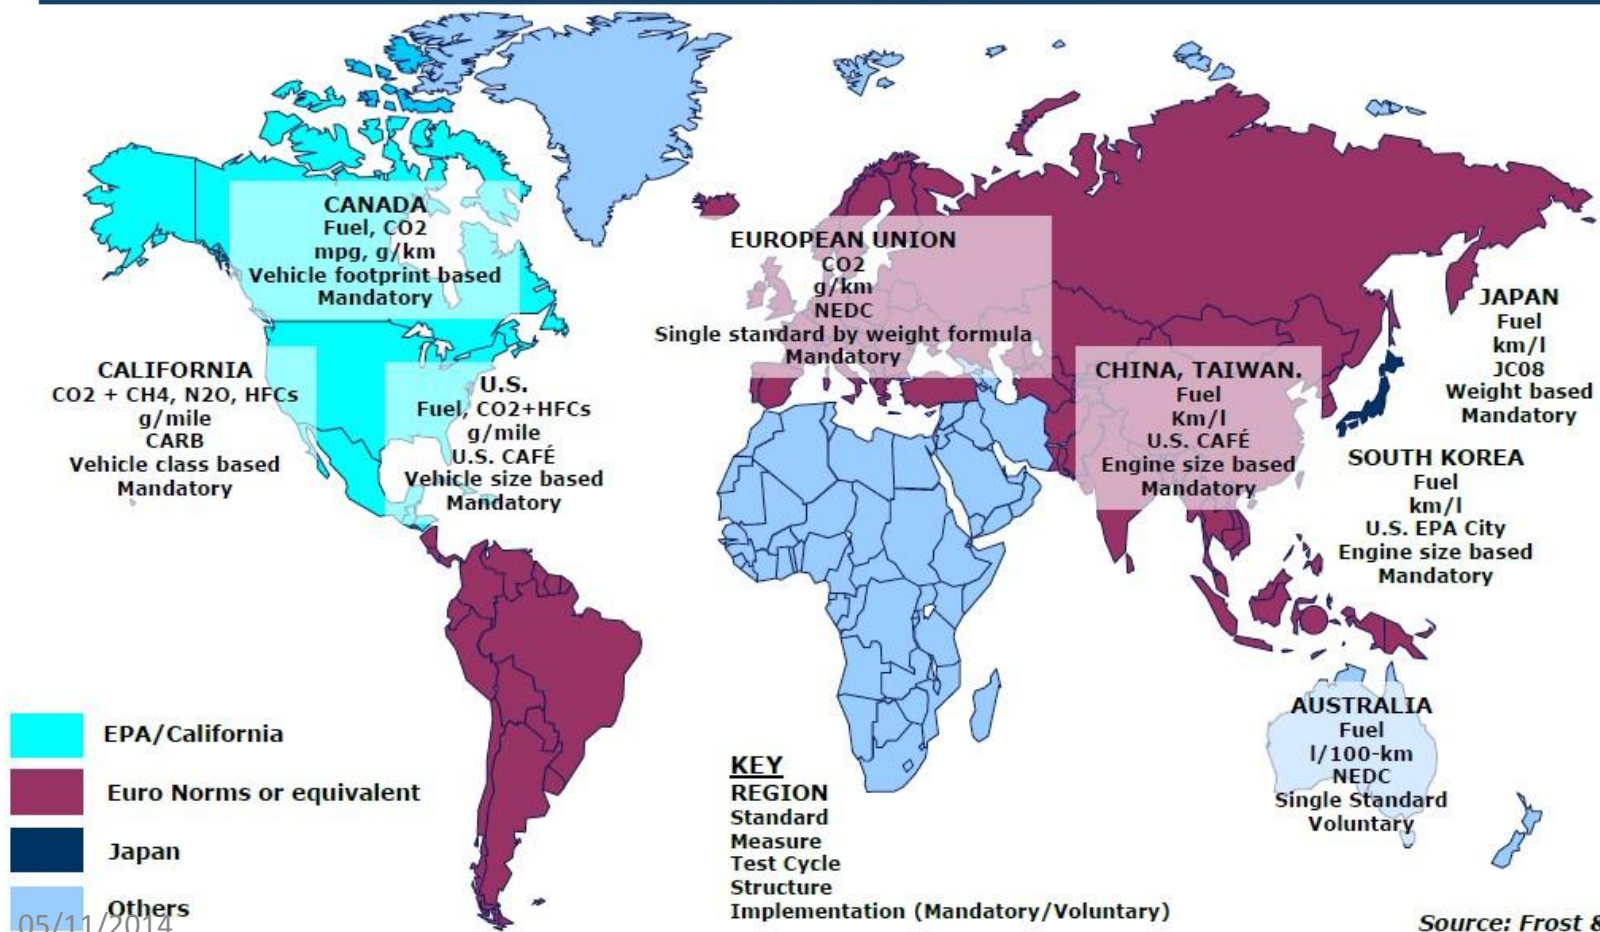 CANADA
Fuel, CO2
mpg, g/km
Vehicle footprint based
Mandatory
EUROPEAN UNION
CO2
g/km
NEDC
Single standard by weight formula
Mandatory
JAPAN
Fuel
km/l
JC08
Weight based
Mandatory
CALIFORNIA
CO2 + CH4, N2O, HFCs
g/mile
CARB
Vehicle class based
Mandatory
U.S.
Fuel, CO2+HFCs
g/mile
U.S. CAFÉ
Vehicle size based
Mandatory
CHINA, TAIWAN.
Fuel
Km/l
U.S. CAFÉ
Engine size based
Mandatory
SOUTH KOREA
Fuel
km/l
U.S. EPA City
Engine size based
Mandatory
AUSTRALIA
Fuel
l/100-km
NEDC
Single Standard
Voluntary
EPA/California
Euro Norms or equivalent
Japan
Others
05/11/2014
KEY
REGION
Standard
Measure
Test Cycle
Structure
Implementation (Mandatory/Voluntary)
Source: Frost &